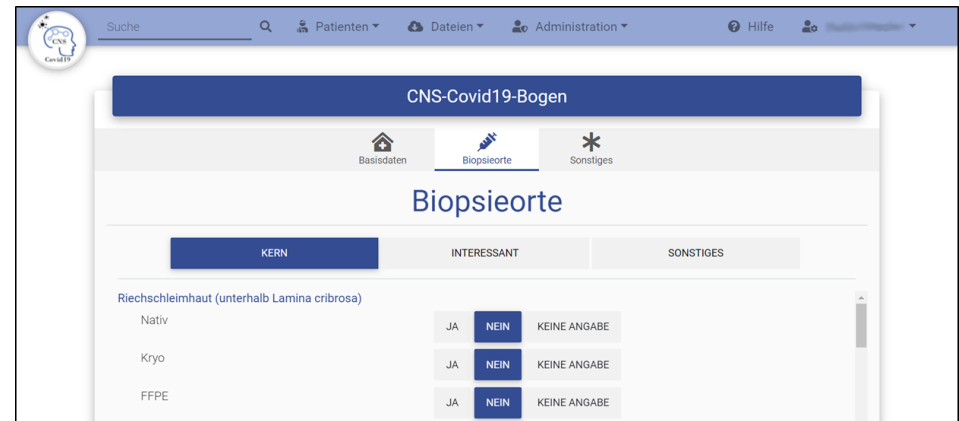 CNS
Covid19
Suche
Patienten
Dateien
Administration
Hilfe
CNS-Covid19-Bogen
Basisdaten
Biopsieorte
Sonstiges
Biopsieorte
KERN
INTERESSANT
SONSTIGES
Riechschleimhaut (unterhalb Lamina cribrosa)
Nativ
JA NEIN KEINE ANGABE
Kryo
JA NEIN KEINE ANGABE
FFPE
JA NEIN KEINE ANGABE